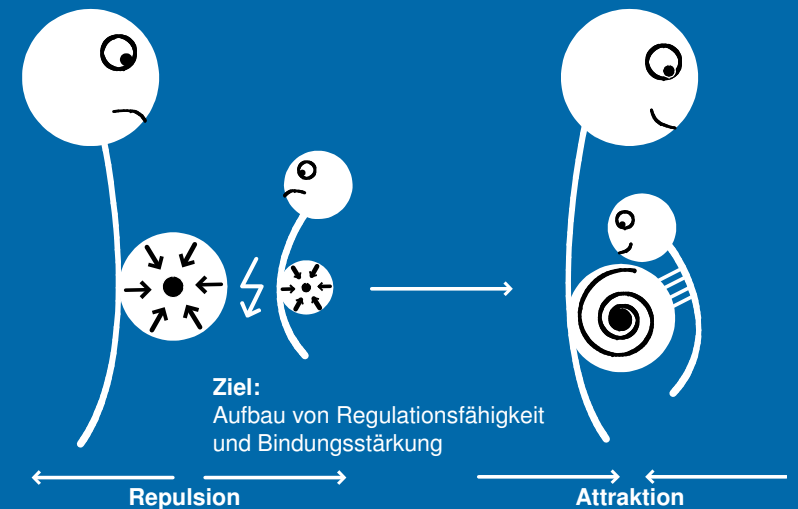 Ziel:
Aufbau von Regulationsfähigkeit
und Bindungsstärkung
Repulsion
Attraktion